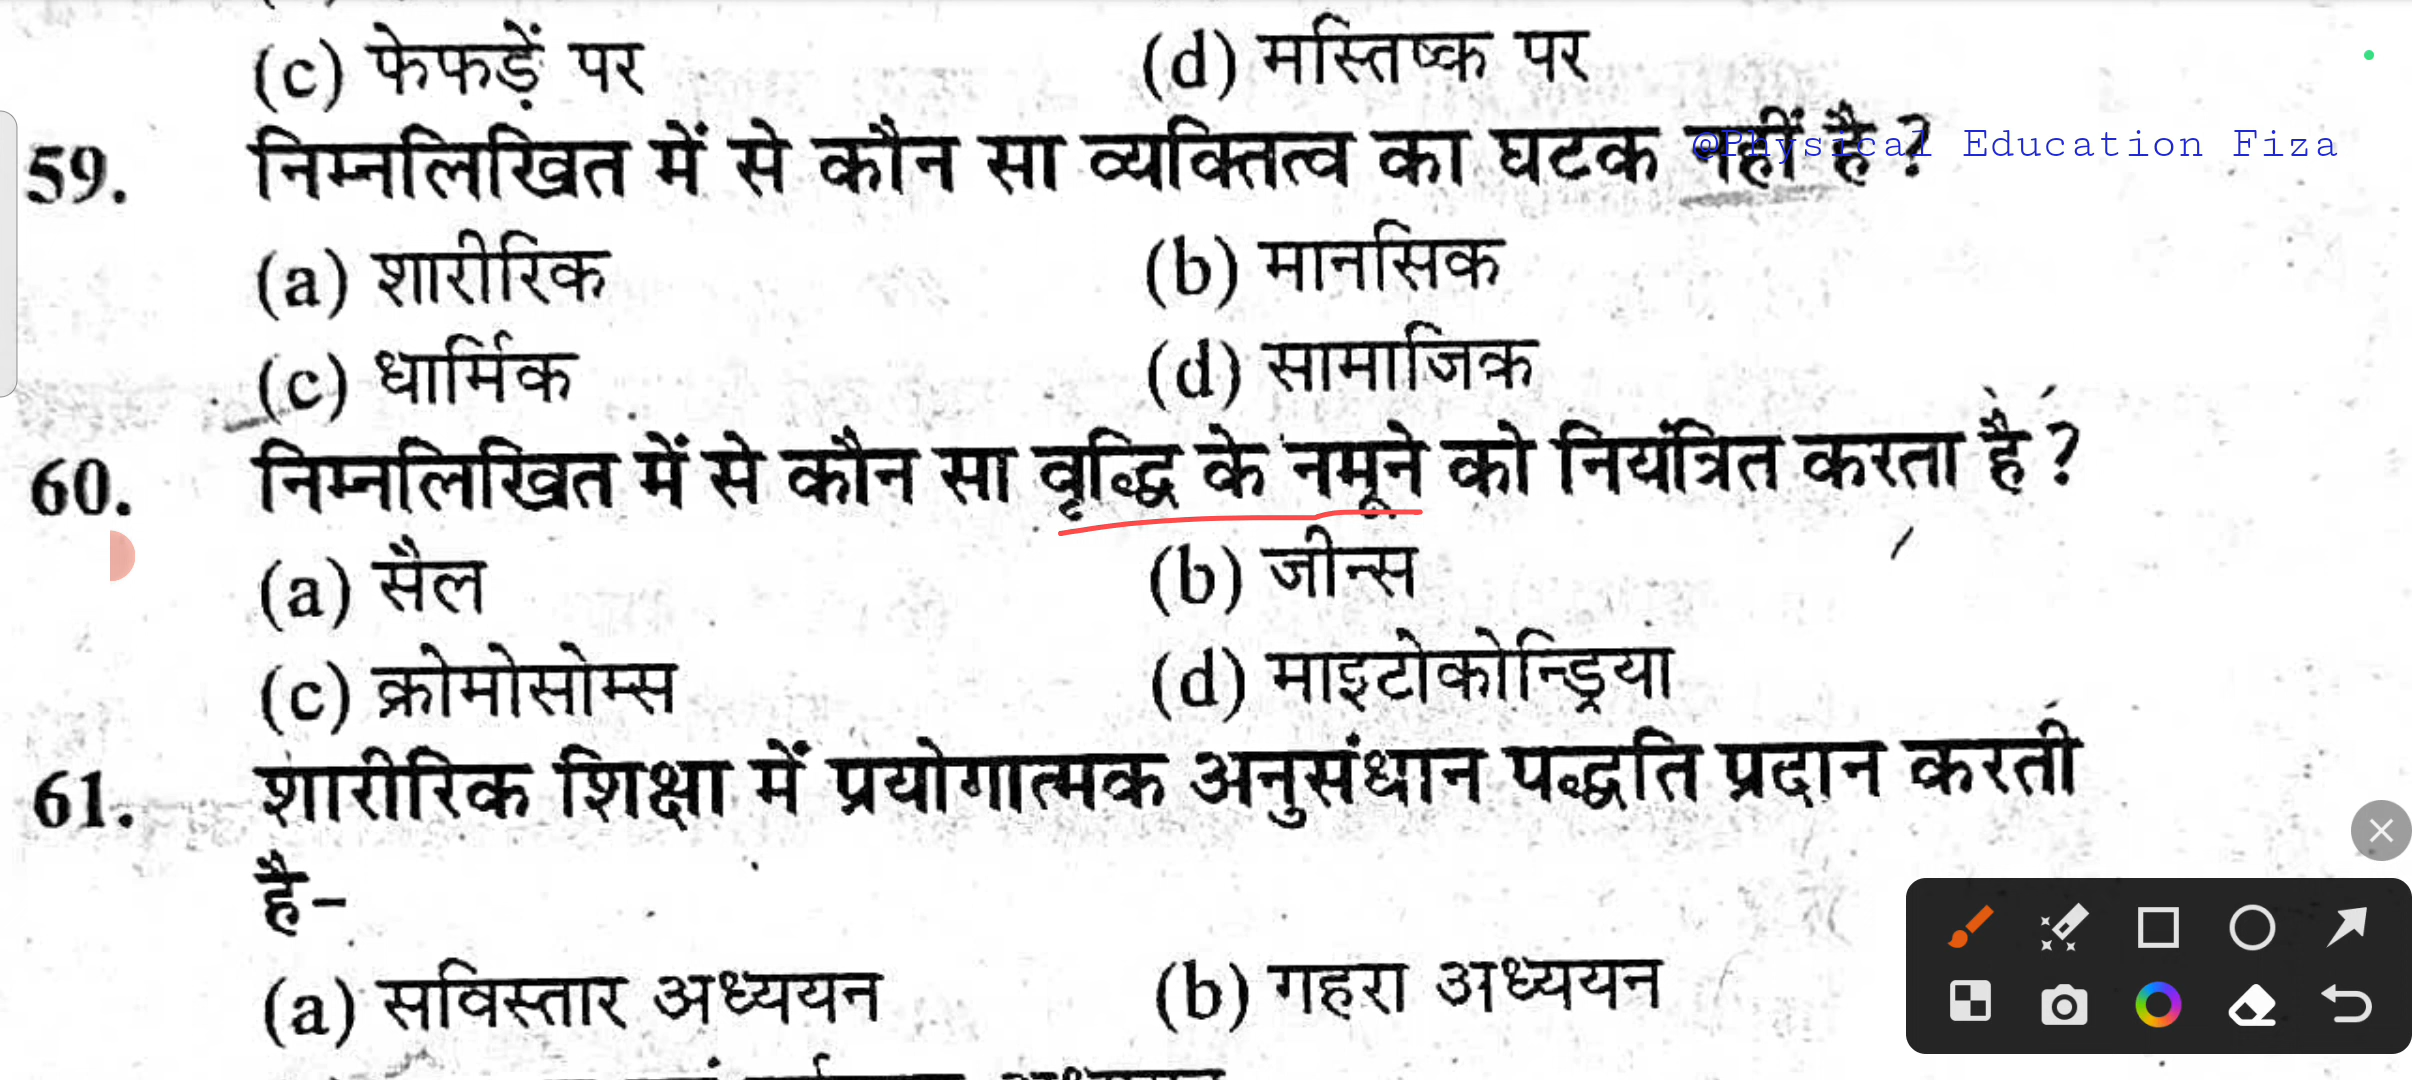 (c) फेफड़ें पर (d) मस्तिष्क पर
59. निम्नलिखित में से कौन सा व्यक्तित्व का घटक नहीं है ?
@Physical Education Fiza
(a) शारीरिक (b) मानसिक
(c) धार्मिक (d) सामाजिक
60. निम्नलिखित में से कौन सा वृद्धि के नमूने को नियंत्रित करता है ?
(a) सैल (b) जीन्स
(c) क्रोमोसोम्स (d) माइटोकोन्ड्रिया
61. शारीरिक शिक्षा में प्रयोगात्मक अनुसंधान पद्धति प्रदान करती
है–
(a) सविस्तार अध्ययन (b) गहरा अध्ययन